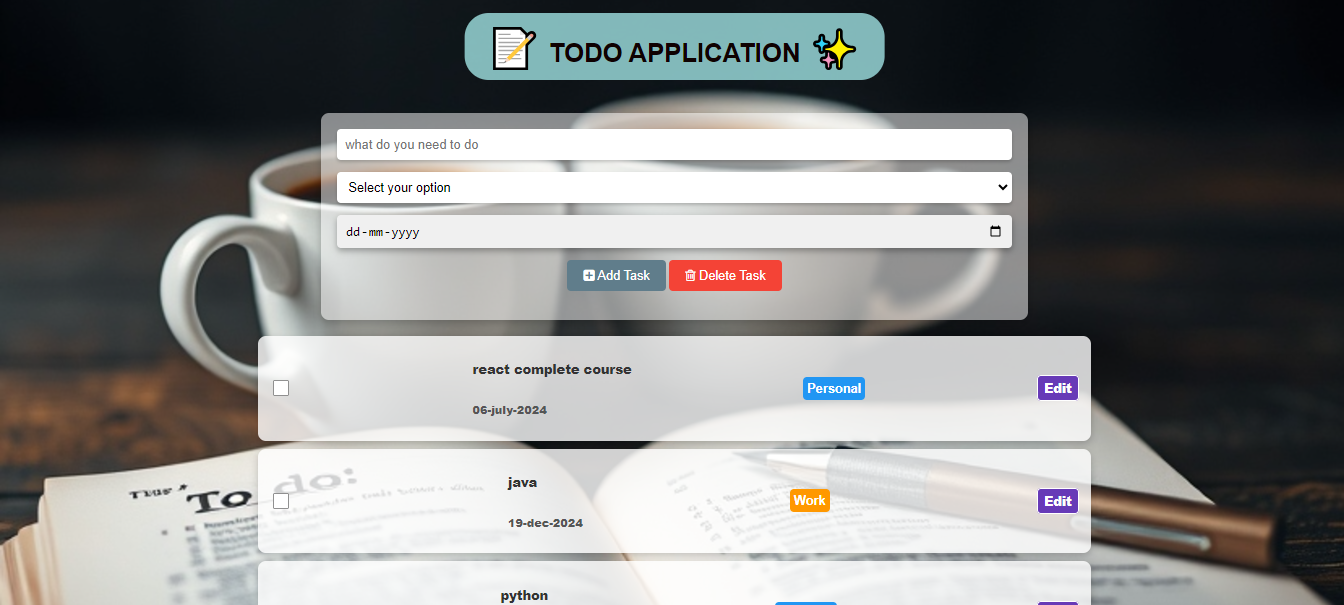 TODO APPLICATION
what do you need to do
Select your option
dd-mm-yyyy
Add Task Delete Task
react complete course
06-july-2024
Personal
Edit
java
19-dec-2024
Work
Edit
To do:
python